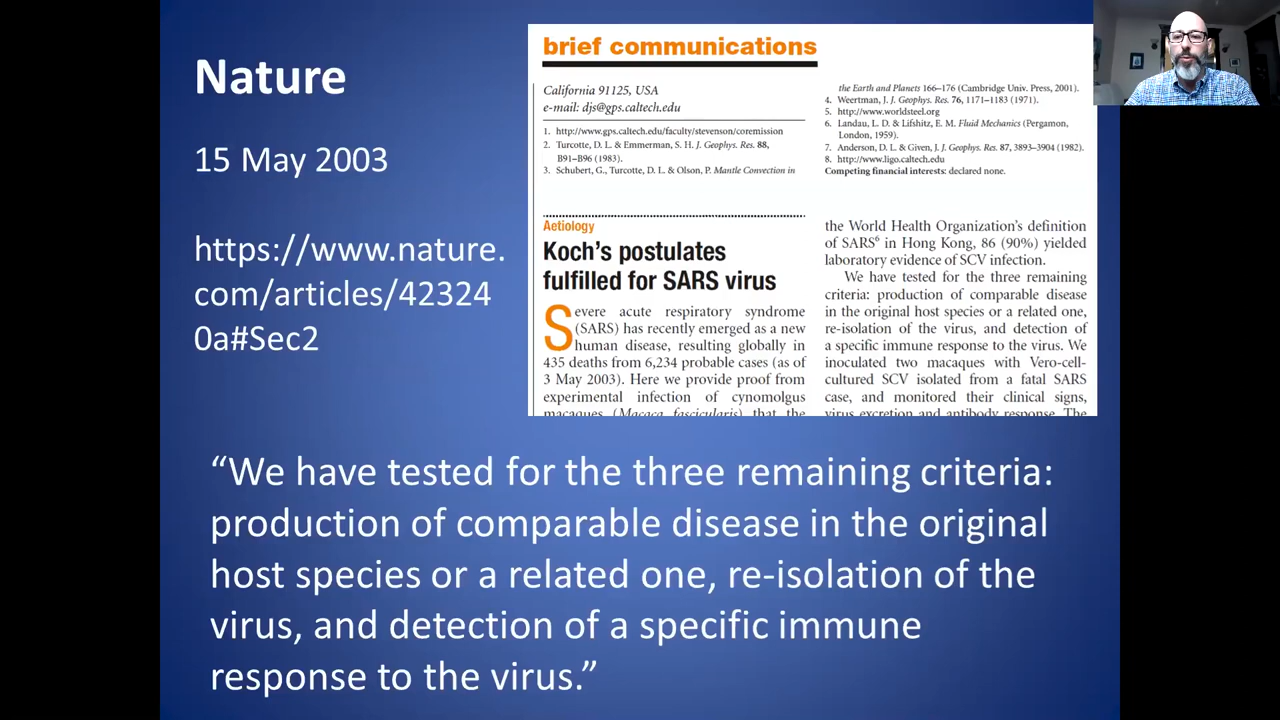 Nature
15 May 2003
https://www.nature.
com/articles/42324
0a#Sec2
brief communications
California 91125, USA
e-mail: djs@gps.caltech.edu
1. http://www.gps.caltech.edu/faculty/stevenson/coremission
2. Turcotte, D. L. & Emmerman, S. H. J. Geophys. Res. 88,
B91–B96 (1983).
3. Schubert, G., Turcotte, D. L. & Olson, P. Mantle Convection in
the Earth and Planets 166–176 (Cambridge Univ. Press, 2001).
4. Weertman, J. J. Geophys. Res. 76, 1171–1183 (1971).
5. http://www.worldsteel.org
6. Landau, L. D. & Lifshitz, E. M. Fluid Mechanics (Pergamon,
London, 1959).
7. Anderson, D. L. & Given, J. J. Geophys. Res. 87, 3893–3904 (1982).
8. http://www.ligo.caltech.edu
Competing financial interests: declared none.
Aetiology
Koch's postulates
fulfilled for SARS virus
Severe acute respiratory syndrome
(SARS) has recently emerged as a new
human disease, resulting globally in
435 deaths from 6,234 probable cases (as of
3 May 2003). Here we provide proof from
experimental infection of cynomolgus
macaques (Macaca fascicularis) that the
the World Health Organization's definition
of SARS6 in Hong Kong, 86 (90%) yielded
laboratory evidence of SCV infection.
We have tested for the three remaining
criteria: production of comparable disease
in the original host species or a related one,
re-isolation of the virus, and detection of
a specific immune response to the virus. We
inoculated two macaques with Vero-cell-
cultured SCV isolated from a fatal SARS
case, and monitored their clinical signs,
virus excretion and antibody response. The
“We have tested for the three remaining criteria:
production of comparable disease in the original
host species or a related one, re-isolation of the
virus, and detection of a specific immune
response to the virus.”